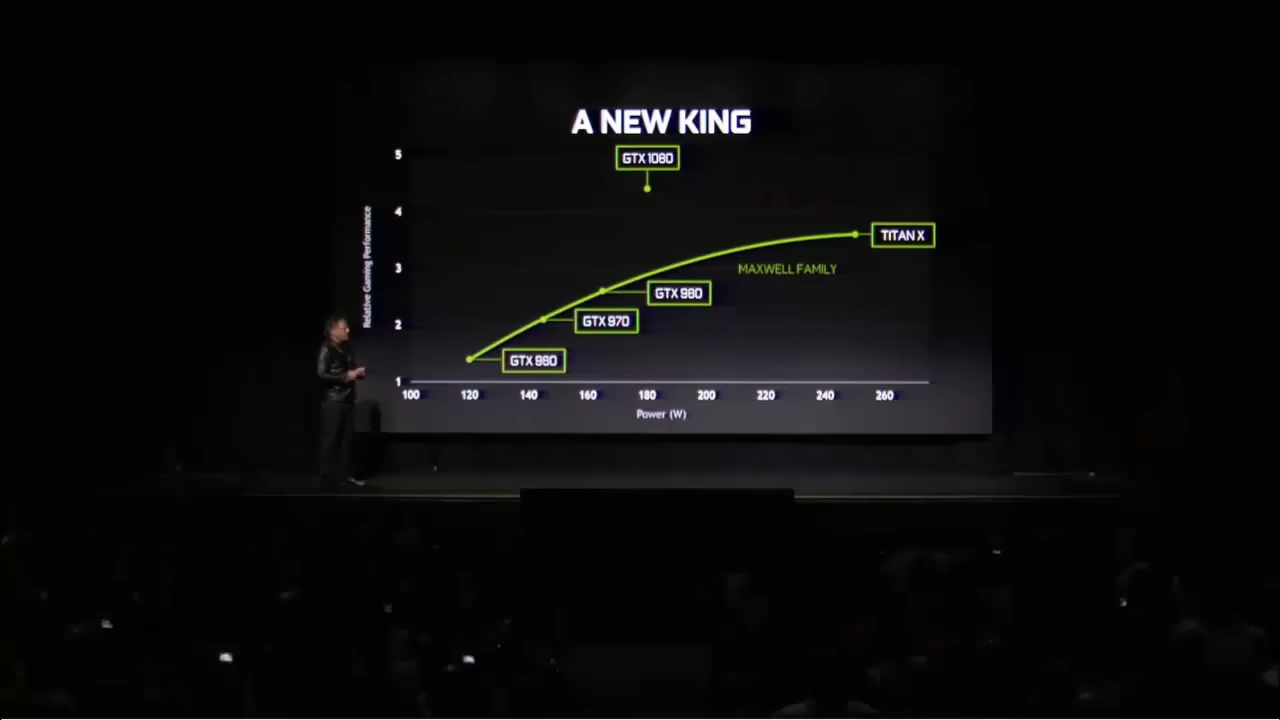 A NEW KING
5
GTX 1080
4
TITAN X
3
MAXWELL FAMILY
GTX 980
GTX 970
2
GTX 960
1
100 120 140 160 180 200 220 240 260
Power (W)
Relative Gaming Performance